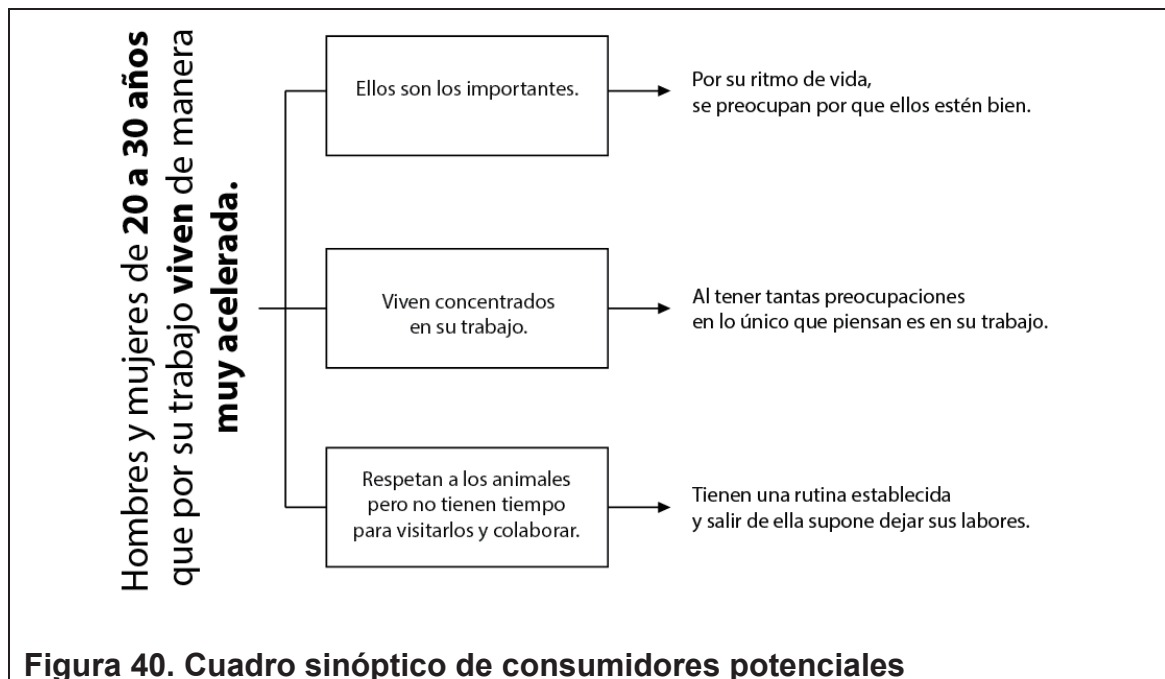 Hombres y mujeres de 20 a 30 años
que por su trabajo viven de manera
muy acelerada.
Ellos son los importantes.
Por su ritmo de vida,
se preocupan por que ellos estén bien.
Viven concentrados
en su trabajo.
Al tener tantas preocupaciones
en lo único que piensan es en su trabajo.
Respetan a los animales
pero no tienen tiempo
para visitarlos y colaborar.
Tienen una rutina establecida
y salir de ella supone dejar sus labores.
Figura 40. Cuadro sinóptico de consumidores potenciales